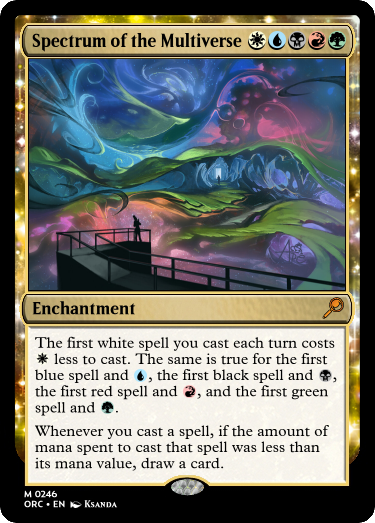 Spectrum of the Multiverse
Enchantment
The first white spell you cast each turn costs
less to cast. The same is true for the first
blue spell and , the first black spell and ,
the first red spell and , and the first green
spell and .
Whenever you cast a spell, if the amount of
mana spent to cast that spell was less than
its mana value, draw a card.
M 0246
ORC • EN Ksanda